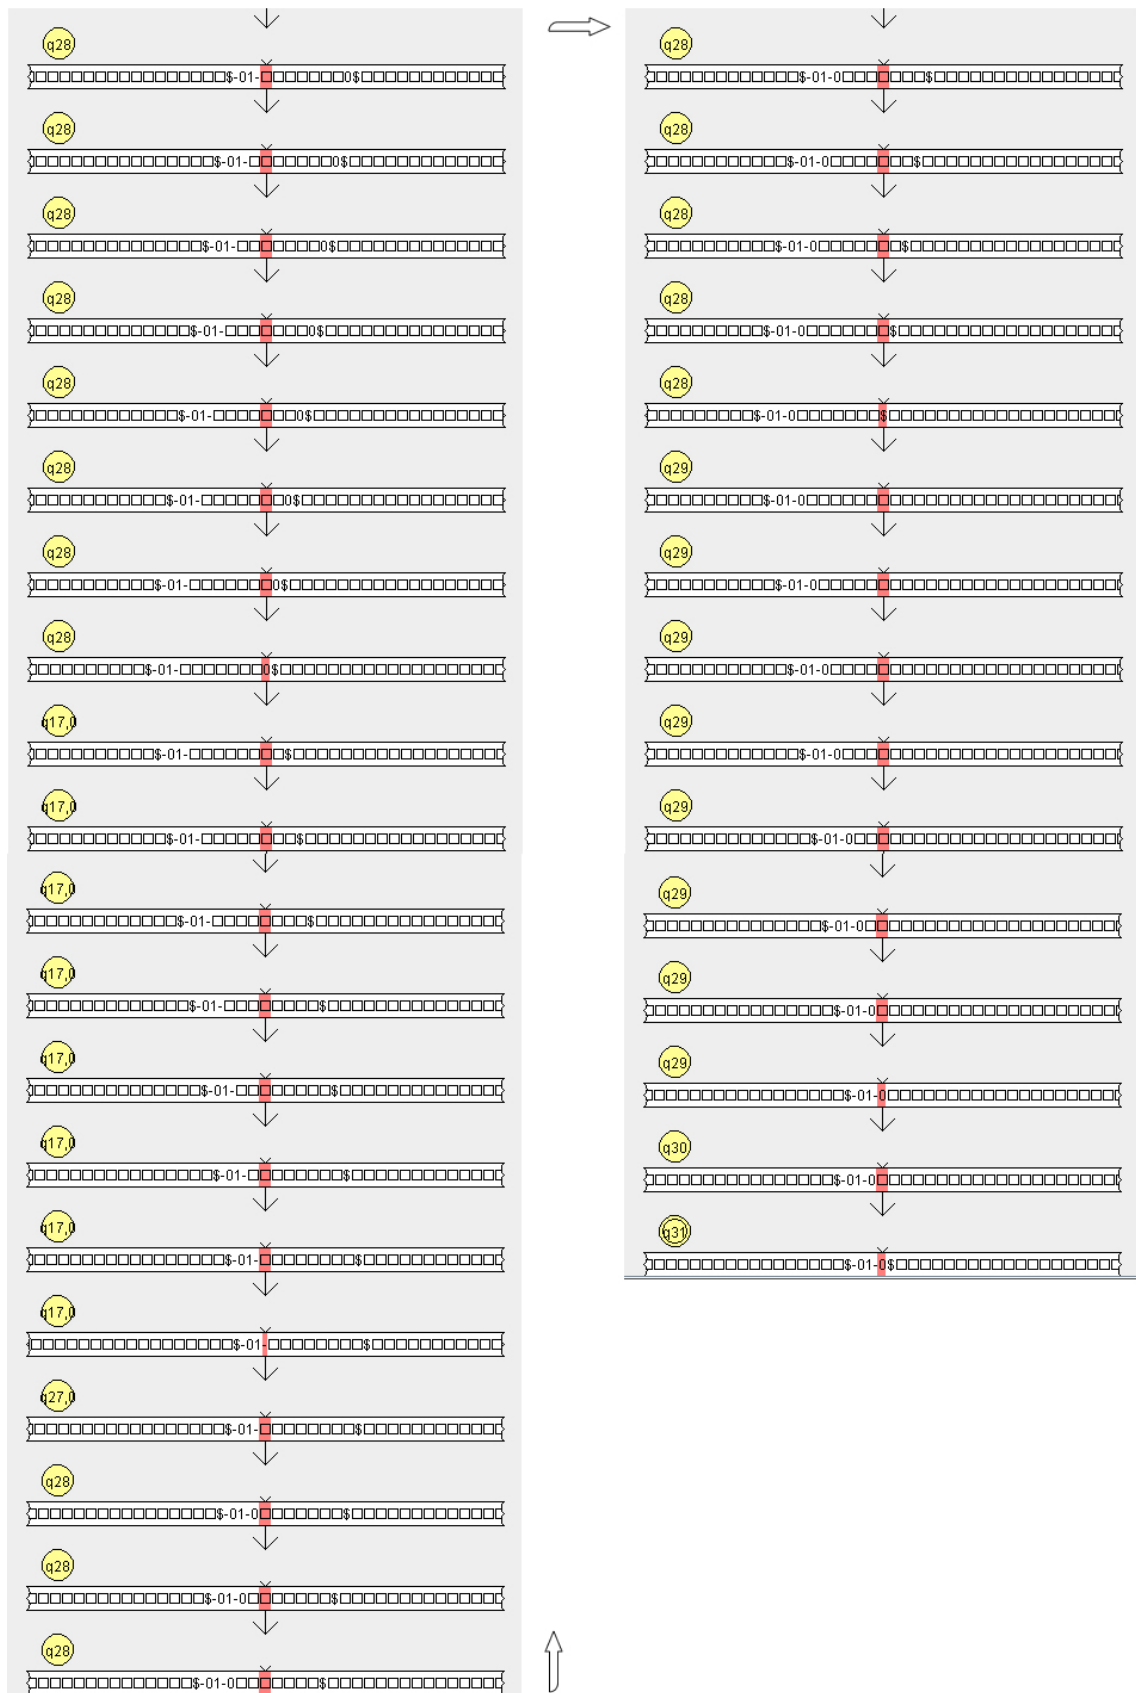 q28
$-01- 0$
q28
$-01- 0$
q28
$-01- 0$
q28
$-01- 0$
q28
$-01- 0$
q28
$-01- 0$
q28
$-01- 0$
q28
$-01- 0$
q17,0
$-01- $
q17,0
$-01- $
q17,0
$-01- $
q17,0
$-01- $
q17,0
$-01- $
q17,0
$-01- $
q17,0
$-01- $
q17,0
$-01- $
q27,0
$-01- $
q28
$-01-0 $
q28
$-01-0 $
q28
$-01-0 $
q28
$-01-0 $
q28
$-01-0 $
q28
$-01-0 $
q28
$-01-0 $
q28
$-01-0 $
q29
$-01-0
q29
$-01-0
q29
$-01-0
q29
$-01-0
q29
$-01-0
q29
$-01-0
q29
$-01-0
q29
$-01-0
q30
$-01-0
q31
$-01-0$